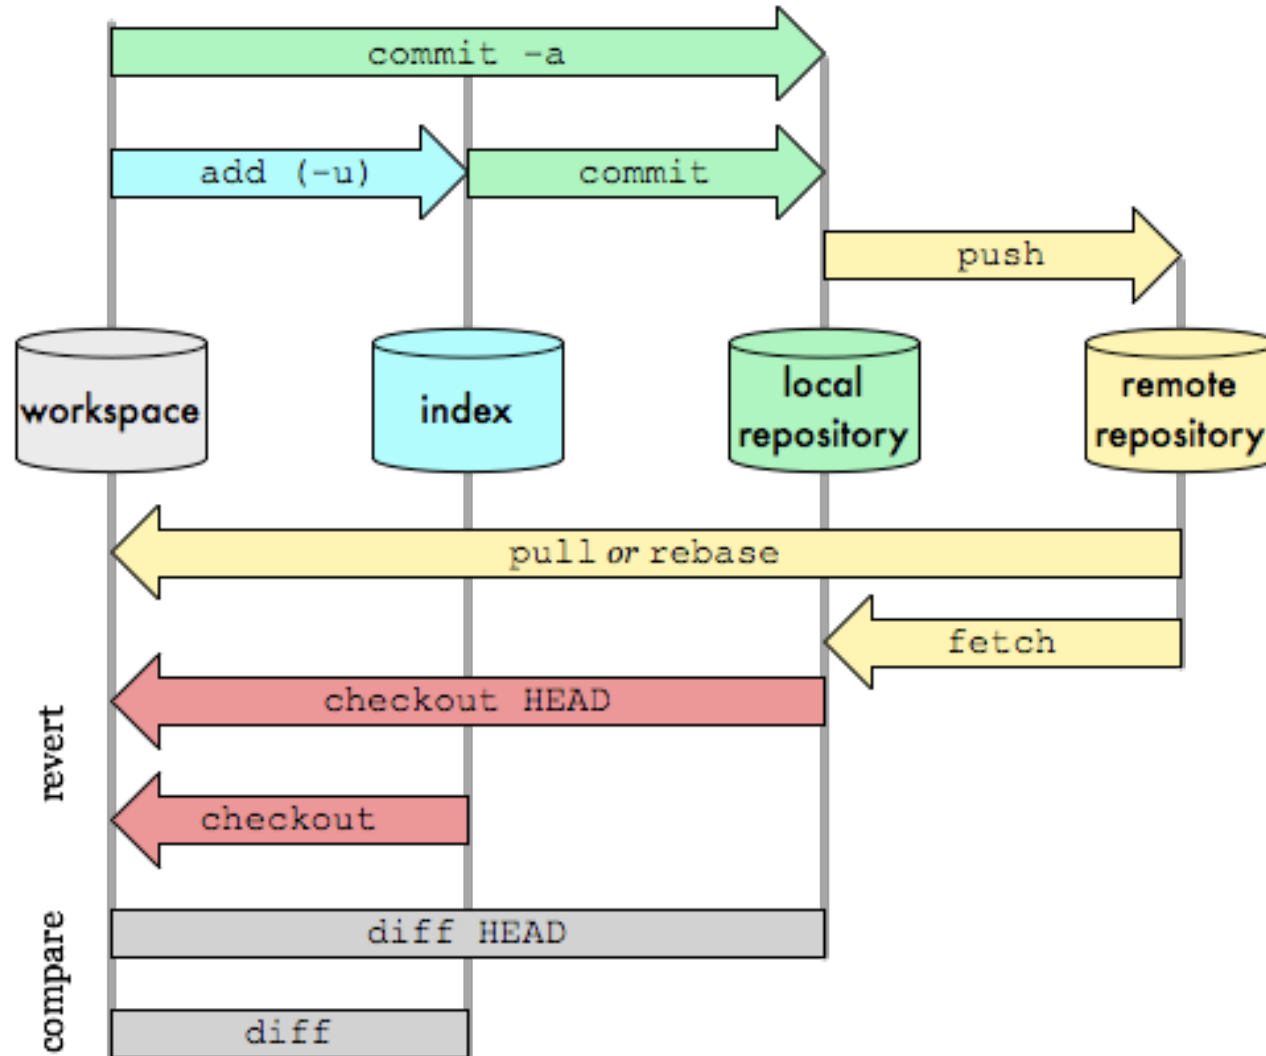 commit -a
add (-u)
commit
push
workspace
index
local
repository
remote
repository
pull or rebase
fetch
revert
checkout HEAD
checkout
compare
diff HEAD
diff